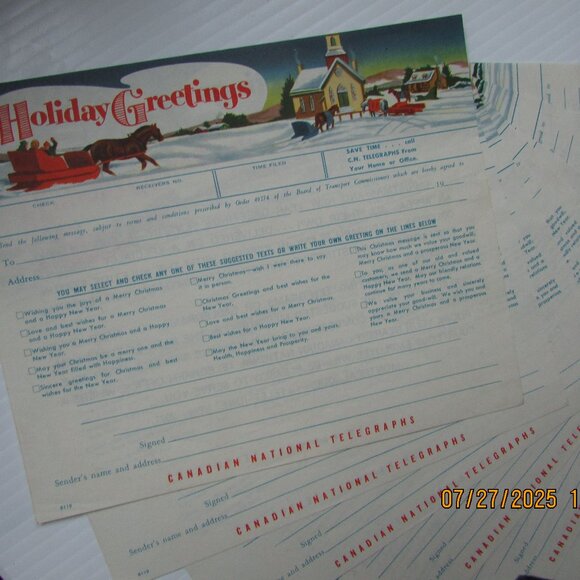 Holiday Greetings
CHECK
RECEIVERS NO.
TIME FILED
SAVE TIME . . . call
C.N. TELEGRAPHS From
Your Home or Office.
Send the following message, subject to terms and conditions prescribed by Order 49274 of the Board of Transport Commissioners which are hereby agreed to
To
19
Address
YOU MAY SELECT AND CHECK ANY ONE OF THESE SUGGESTED TEXTS OR WRITE YOUR OWN GREETING ON THE LINES BELOW
Wishing you the joys of a Merry Christmas
and a Happy New Year.
Love and best wishes for a Merry Christmas
and a Happy New Year.
Wishing you a Merry Christmas and a Happy
New Year.
May your Christmas be a merry one and the
New Year filled with Happiness.
Sincere greetings for Christmas and best
wishes for the New Year.
Merry Christmas—wish I were there to say
it in person.
Christmas Greetings and best wishes for the
New Year.
Love and best wishes for a Merry Christmas.
Best wishes for a Happy New Year.
May the New Year bring to you and yours
Health, Happiness and Prosperity.
This Christmas message is sent so that you
may know how much we value your goodwill;
Merry Christmas and a prosperous New Year.
To you, as one of our old and valued
customers, we send a Merry Christmas and a
Happy New Year. May our friendly relations
continue for many years to come.
We value your business and sincerely
appreciate your good-will. We wish you and
yours a Merry Christmas and a prosperous
New Year.
Signed
Sender's name and address
CANADIAN NATIONAL TELEGRAPHS
6119
Signed
Sender's name and address
CANADIAN NATIONAL TELEGRAPHS
6119
Signed
Sender's name and address
CANADIAN NATIONAL TELEGRAPHS
Signed
CANADIAN NATIONAL
07/27/2025 1